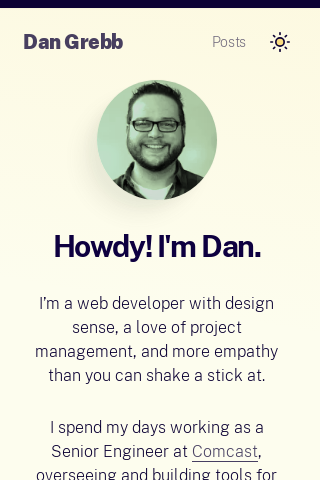 Dan Grebb
Posts
Howdy! I'm Dan.
I’m a web developer with design
sense, a love of project
management, and more empathy
than you can shake a stick at.
I spend my days working as a
Senior Engineer at Comcast,
overseeing and building tools for